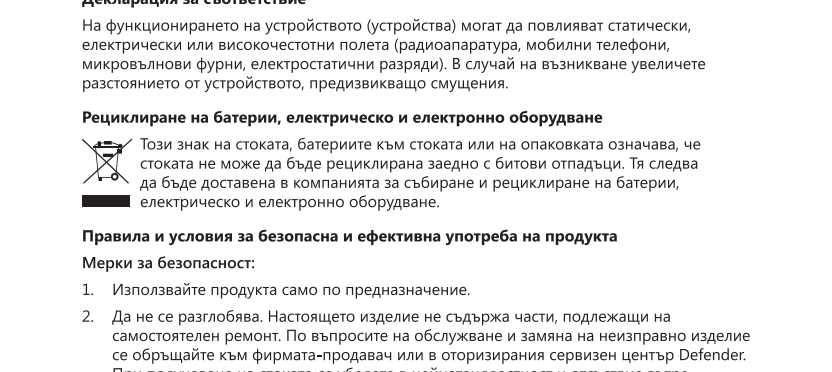 Декларация за съответствие
На функционирането на устройството (устройства) могат да повлияват статически,
електрически или високочестотни полета (радиоапаратура, мобилни телефони,
микровълнови фурни, електростатични разряди). В случай на възникване увеличете
разстоянието от устройството, предизвикващо смущения.
Рециклиране на батерии, електрическо и електронно оборудване
Този знак на стоката, батериите към стоката или на опаковката означава, че
стоката не може да бъде рециклирана заедно с битови отпадъци. Тя следва
да бъде доставена в компанията за събиране и рециклиране на батерии,
електрическо и електронно оборудване.
Правила и условия за безопасна и ефективна употреба на продукта
Мерки за безопасност:
1. Използвайте продукта само по предназначение.
2. Да не се разглобява. Настоящето изделие не съдържа части, подлежащи на
самостоятелен ремонт. По въпросите на обслужване и замяна на неизправно изделие
се обръщайте към фирмата-продавач или в оторизирания сервизен център Defender.